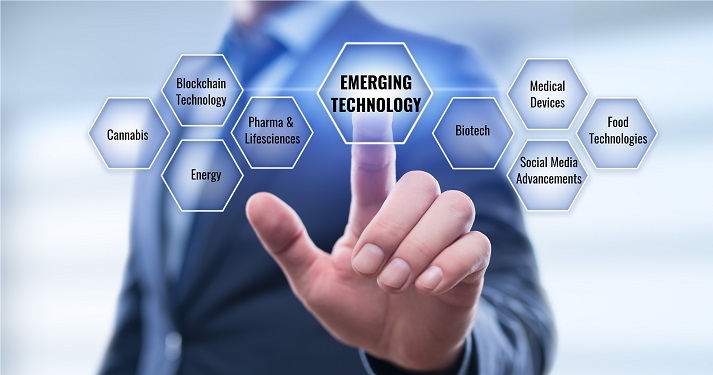 EMERGING
TECHNOLOGY
Cannabis
Blockchain
Technology
Energy
Pharma &
Lifesciences
Biotech
Medical
Devices
Social Media
Advancements
Food
Technologies